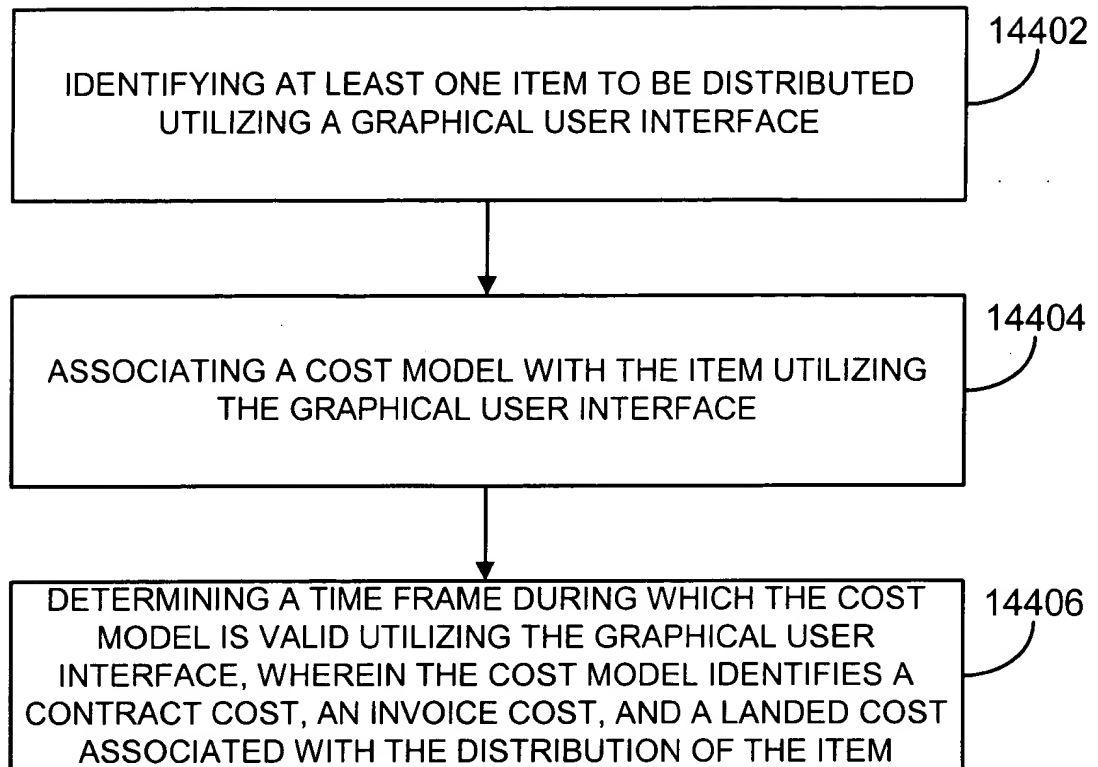 14402
IDENTIFYING AT LEAST ONE ITEM TO BE DISTRIBUTED
UTILIZING A GRAPHICAL USER INTERFACE
14404
ASSOCIATING A COST MODEL WITH THE ITEM UTILIZING
THE GRAPHICAL USER INTERFACE
14406
DETERMINING A TIME FRAME DURING WHICH THE COST
MODEL IS VALID UTILIZING THE GRAPHICAL USER
INTERFACE, WHEREIN THE COST MODEL IDENTIFIES A
CONTRACT COST, AN INVOICE COST, AND A LANDED COST
ASSOCIATED WITH THE DISTRIBUTION OF THE ITEM